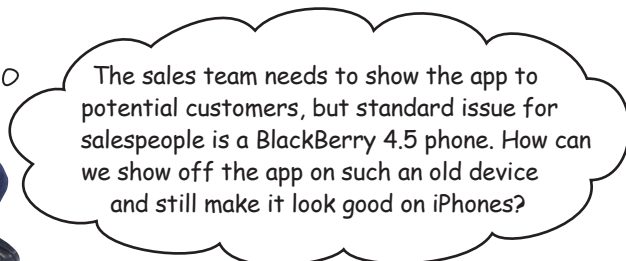 The sales team needs to show the app to
potential customers, but standard issue for
salespeople is a BlackBerry 4.5 phone. How can
we show off the app on such an old device
and still make it look good on iPhones?